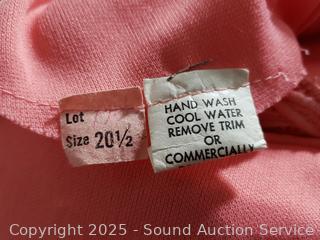 Lot
Size 20½
HAND WASH
COOL WATER
REMOVE TRIM
OR
COMMERCIALLY
Copyright 2025 - Sound Auction Service